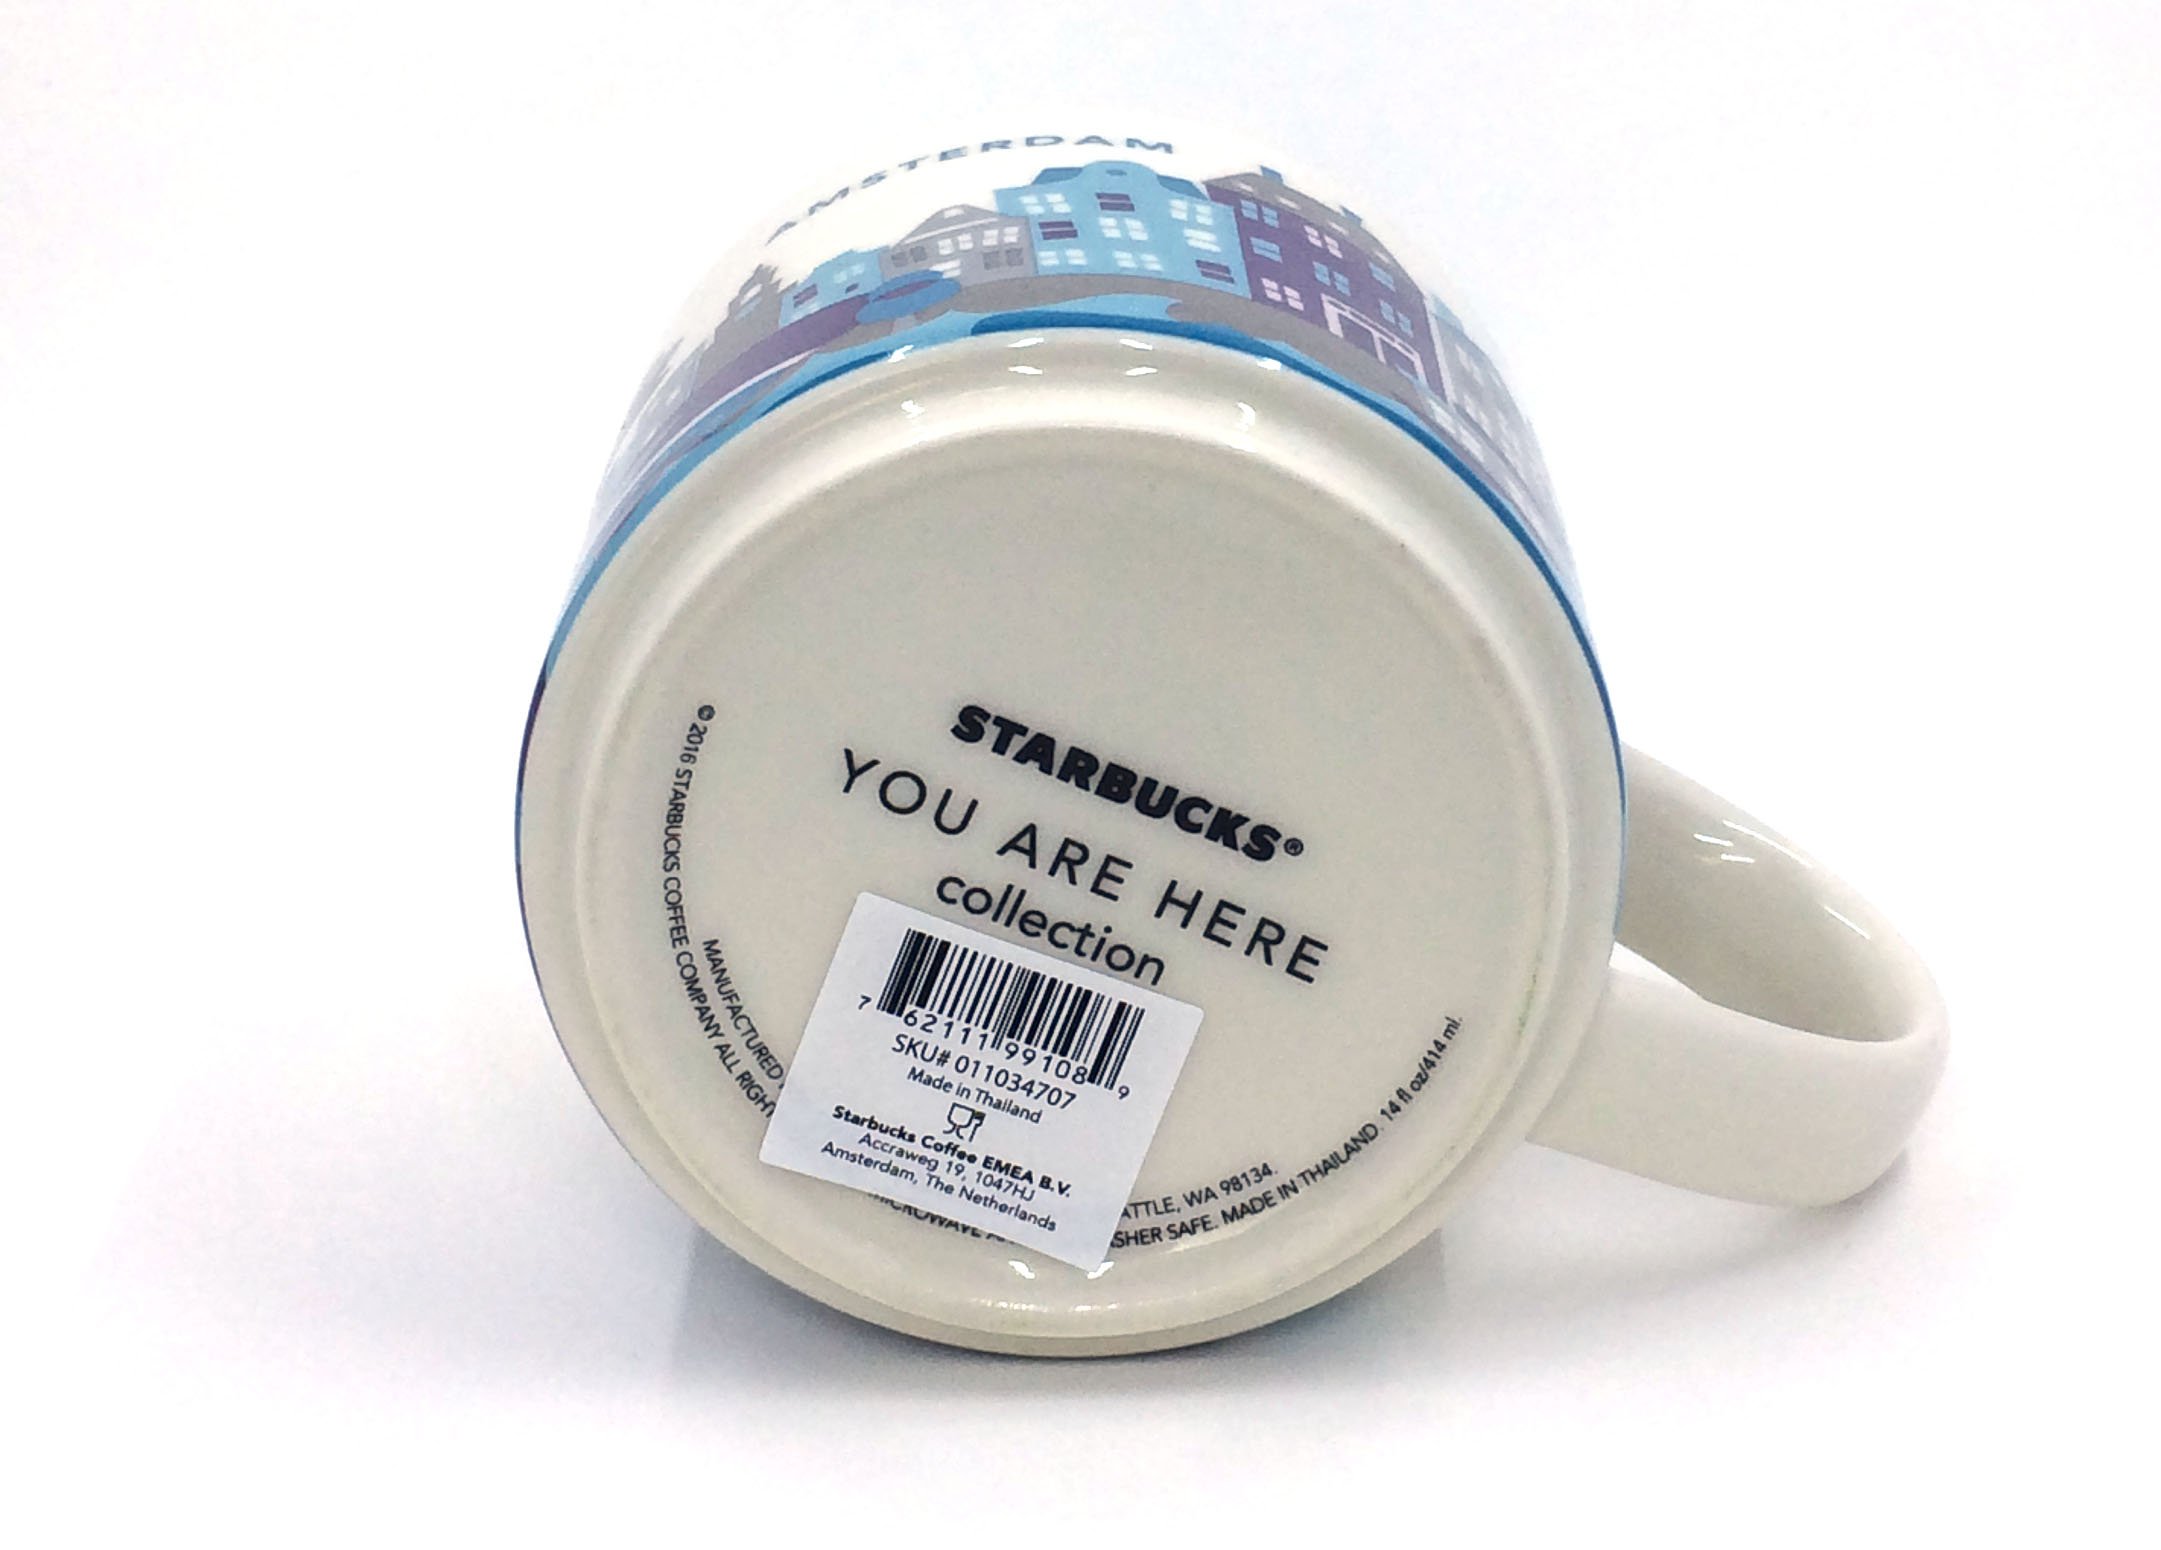 AMSTERDAM
STARBUCKS®
YOU ARE HERE
collection
© 2016 STARBUCKS COFFEE COMPANY ALL
MANUFACTURED
ATTLE, WA 98134.
MICROWAVE
SHER SAFE. MADE IN THAILAND. 14 fl oz/414 ml.
7 62111 99108 9
SKU# 011034707
Made in Thailand
Starbucks Coffee EMEA B.V.
Accraweg 19, 1047HJ
Amsterdam, The Netherlands